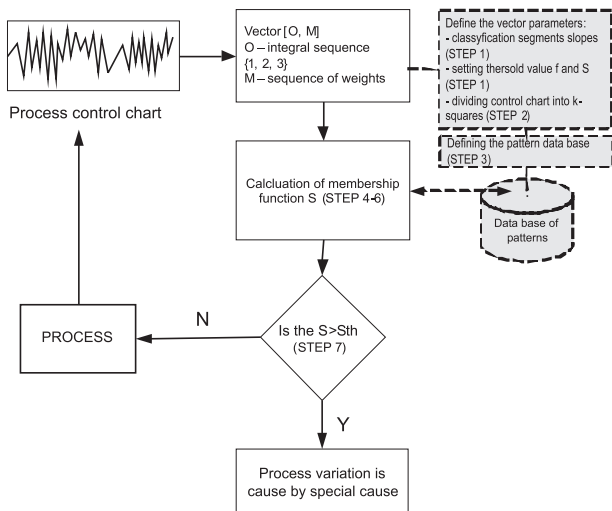 Process control chart
Vector [O, M]
O – integral sequence
{1, 2, 3}
M – sequence of weights
Define the vector parameters:
- classyfication segments slopes
(STEP 1)
- setting thersold value f and S
(STEP 1)
- dividing control chart into k-
squares (STEP 2)
Defining the pattern data base
(STEP 3)
Calcluation of membership
function S (STEP 4-6)
Data base of
patterns
PROCESS
N
Is the S>Sth
(STEP 7)
Y
Process variation is
cause by special cause